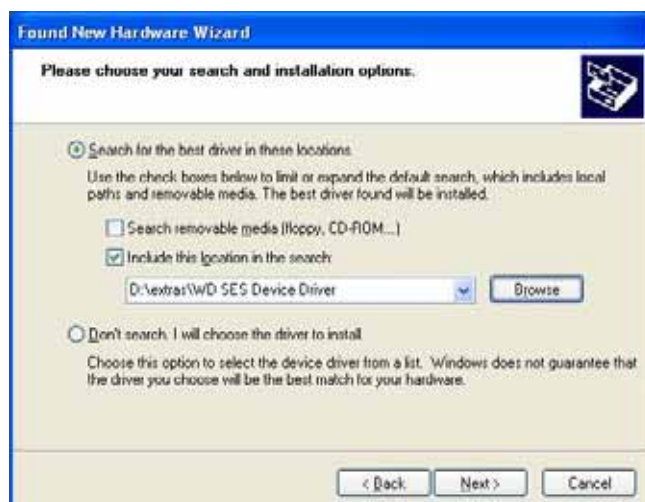 Found New Hardware Wizard
Please choose your search and installation options.
Search for the best driver in these locations.
Use the check boxes below to limit or expand the default search, which includes local
paths and removable media. The best driver found will be installed.
Search removable media (floppy, CD-ROM...)
Include this location in the search:
D:\extras\WD SES Device Driver
Browse
Don't search. I will choose the driver to install.
Choose this option to select the device driver from a list. Windows does not guarantee that
the driver you choose will be the best match for your hardware.
< Back
Next >
Cancel